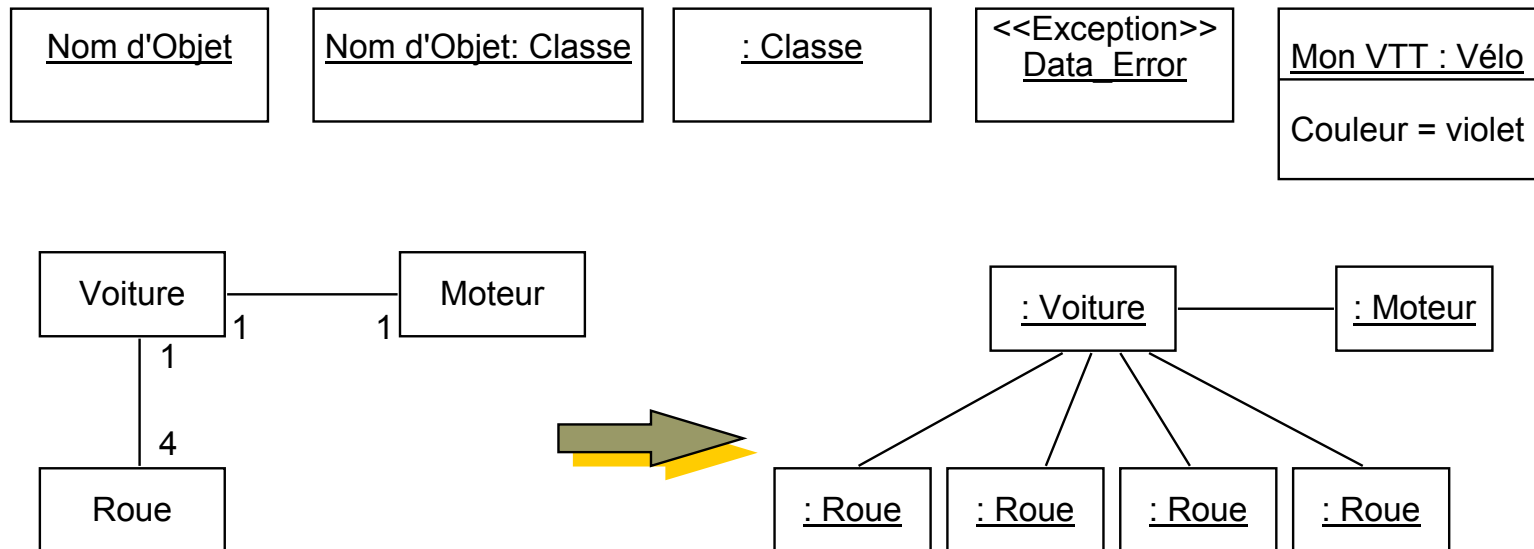 Nom d'Objet
Nom d'Objet: Classe
: Classe
<<Exception>>
Data_Error
Mon VTT : Vélo
Couleur = violet
Voiture
1
1
Moteur
1
4
Roue
: Voiture
: Moteur
: Roue
: Roue
: Roue
: Roue